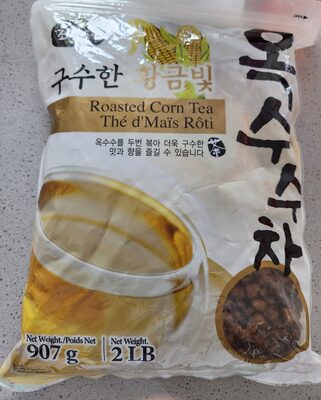 구수한 황금빛
옥수수차
Roasted Corn Tea
Thé d'Maïs Rôti
옥수수를 두번 볶아 더욱 구수한
맛과 향을 즐길 수 있습니다
Net Weight./Poids Net
907 g
Net Weight.
2 LB